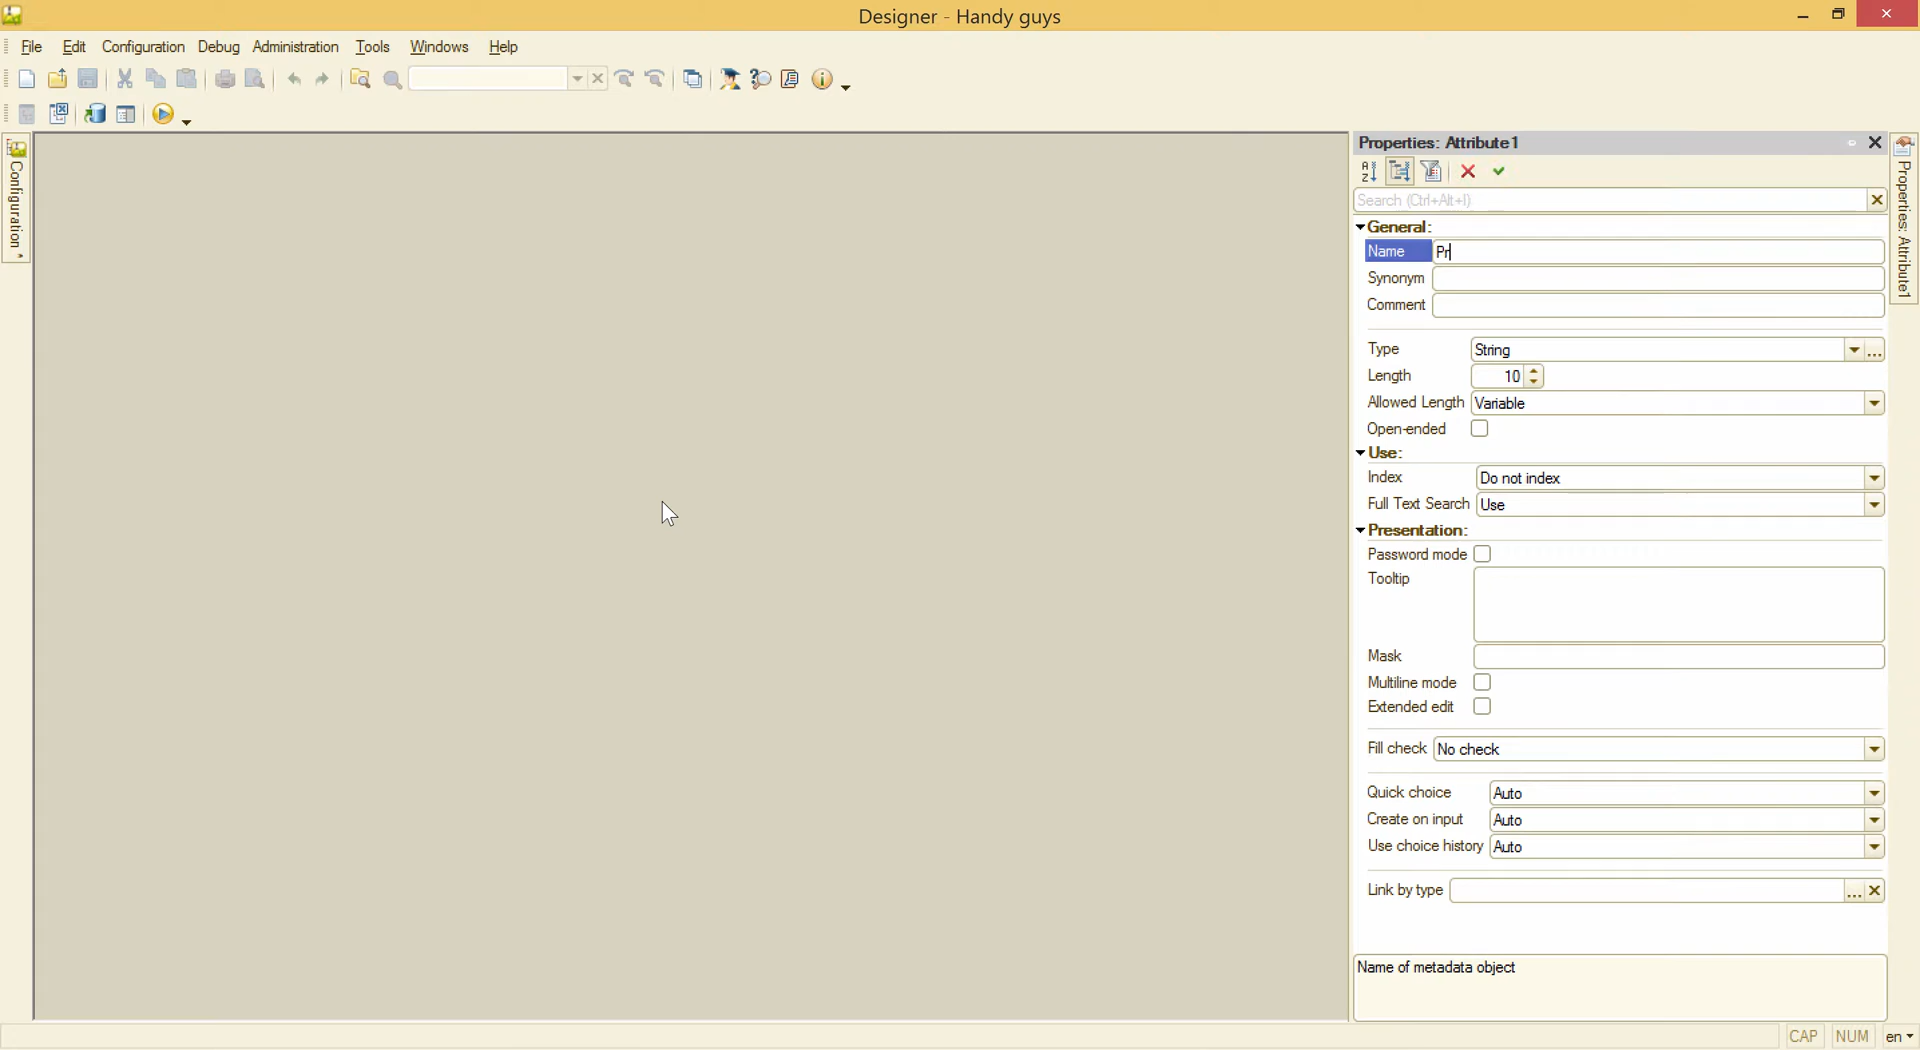 Designer - Handy guys
File Edit Configuration Debug Administration Tools Windows Help
Configuration
Properties: Attribute1
Search (Ctrl+Alt+I)
General:
Name Pr
Synonym
Comment
Type String
Length 10
Allowed Length Variable
Open-ended
Use:
Index Do not index
Full Text Search Use
Presentation:
Password mode
Tooltip
Mask
Multiline mode
Extended edit
Fill check No check
Quick choice Auto
Create on input Auto
Use choice history Auto
Link by type
Name of metadata object
Properties: Attribute1
CAP NUM en